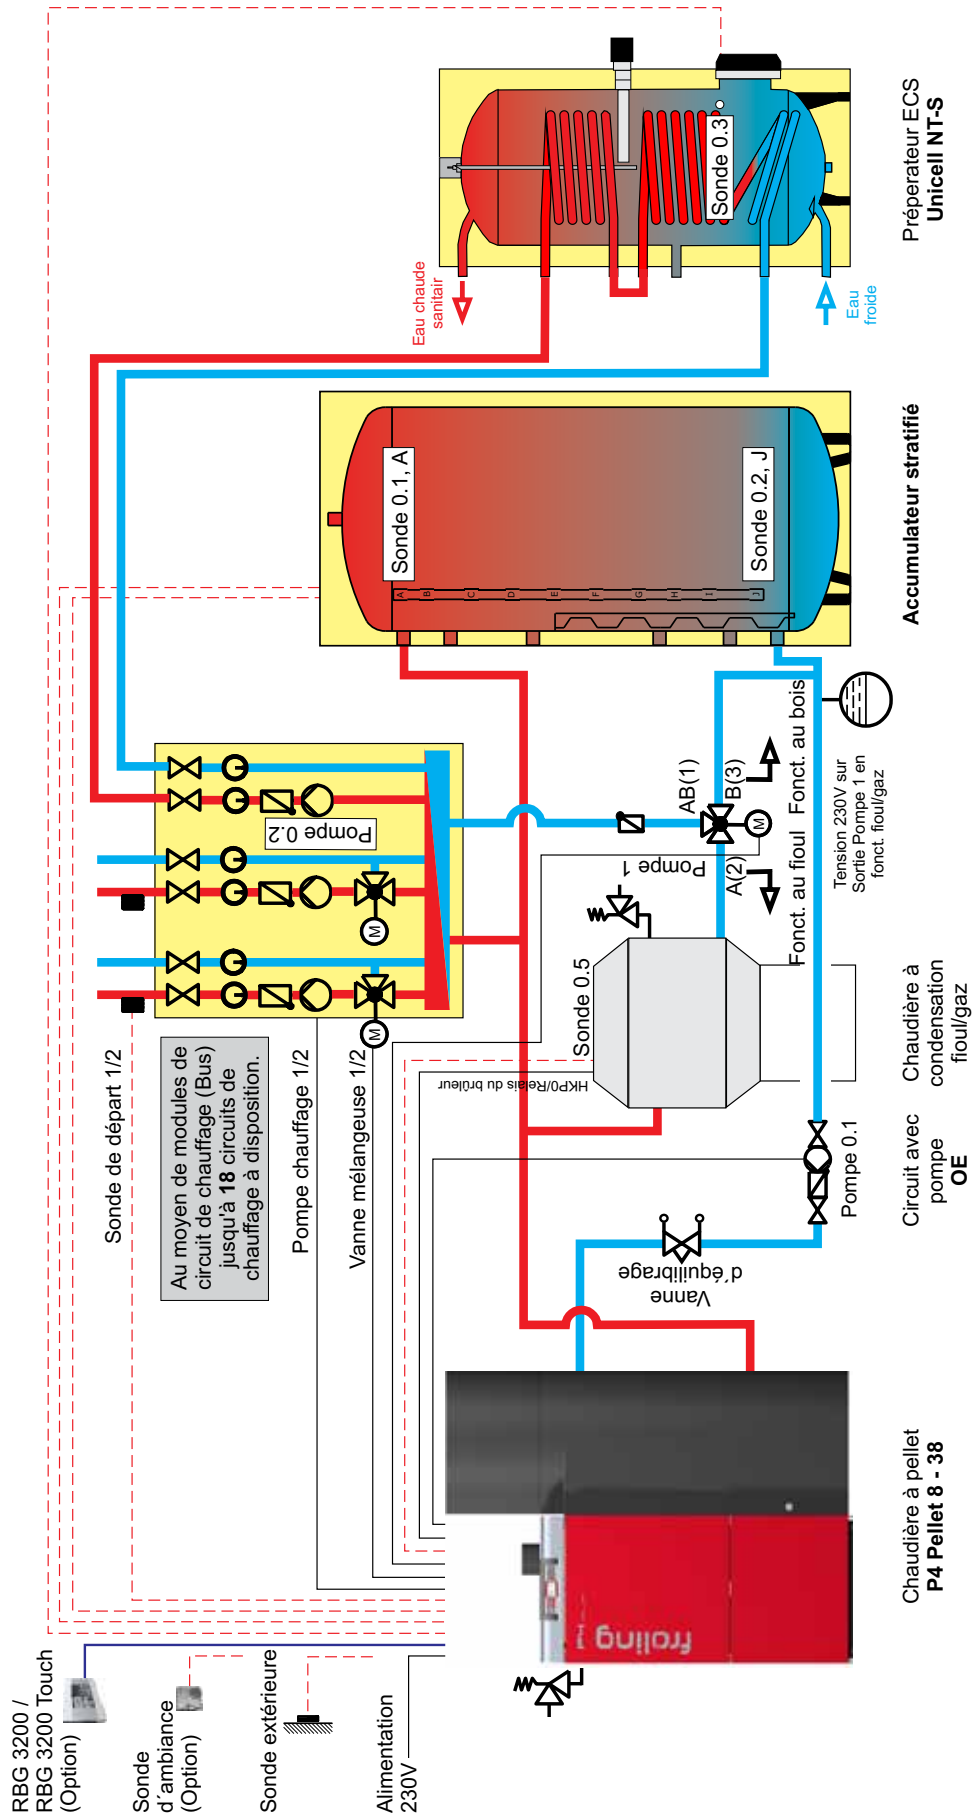 RBG 3200 /
RBG 3200 Touch
(Option)
Sonde
d'ambiance
(Option)
Sonde extérieure
Alimentation
230V
Sonde de départ 1/2
Au moyen de modules de
circuit de chauffage (Bus)
jusqu'à 18 circuits de
chauffage à disposition.
Pompe chauffage 1/2
Vanne mélangeuse 1/2
M
M
Pompe 0.2
HKP0/Relais du brûleur
Sonde 0.5
Pompe 1
AB(1)
B(3)
A(2)
M
Fonct. au fioul
Fonct. au bois
Tension 230V sur
Sortie Pompe 1 en
fonct. fioul/gaz
Vanne
d´équilibrage
Pompe 0.1
froling
Chaudière à pellet
P4 Pellet 8 - 38
Circuit avec
pompe
OE
Chaudière à
condensation
fioul/gaz
Sonde 0.1, A
Sonde 0.2, J
A
B
C
D
E
F
G
H
I
J
Accumulateur stratifié
Eau chaude
sanitair
Eau
froide
Sonde 0.3
Préperateur ECS
Unicell NT-S